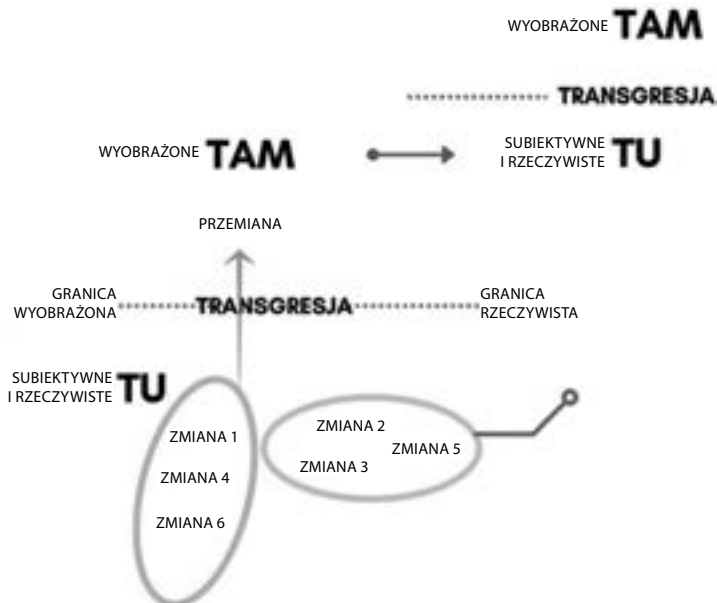 WYOBRAŻONE TAM
TRANSGRESJA
WYOBRAŻONE TAM
SUBIEKTYWNE
I RZECZYWISTE TU
PRZEMIANA
GRANICA
WYOBRAŻONA
TRANSGRESJA
GRANICA
RZECZYWISTA
SUBIEKTYWNE
I RZECZYWISTE TU
ZMIANA 1
ZMIANA 4
ZMIANA 6
ZMIANA 2
ZMIANA 5
ZMIANA 3